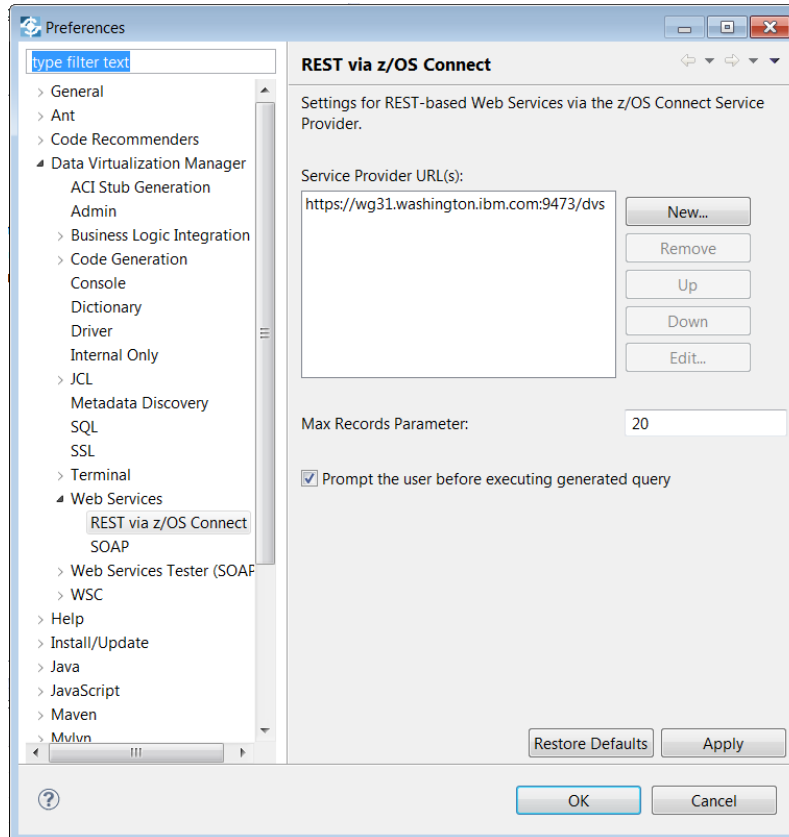 Preferences
type filter text
General
Ant
Code Recommenders
Data Virtualization Manager
ACI Stub Generation
Admin
Business Logic Integration
Code Generation
Console
Dictionary
Driver
Internal Only
JCL
Metadata Discovery
SQL
SSL
Terminal
Web Services
REST via z/OS Connect
SOAP
Web Services Tester (SOAP
WSC
Help
Install/Update
Java
JavaScript
Maven
Mylyn
REST via z/OS Connect
Settings for REST-based Web Services via the z/OS Connect Service
Provider.
Service Provider URL(s):
https://wg31.washington.ibm.com:9473/dvs
New...
Remove
Up
Down
Edit...
Max Records Parameter:
20
Prompt the user before executing generated query
Restore Defaults
Apply
?
OK
Cancel